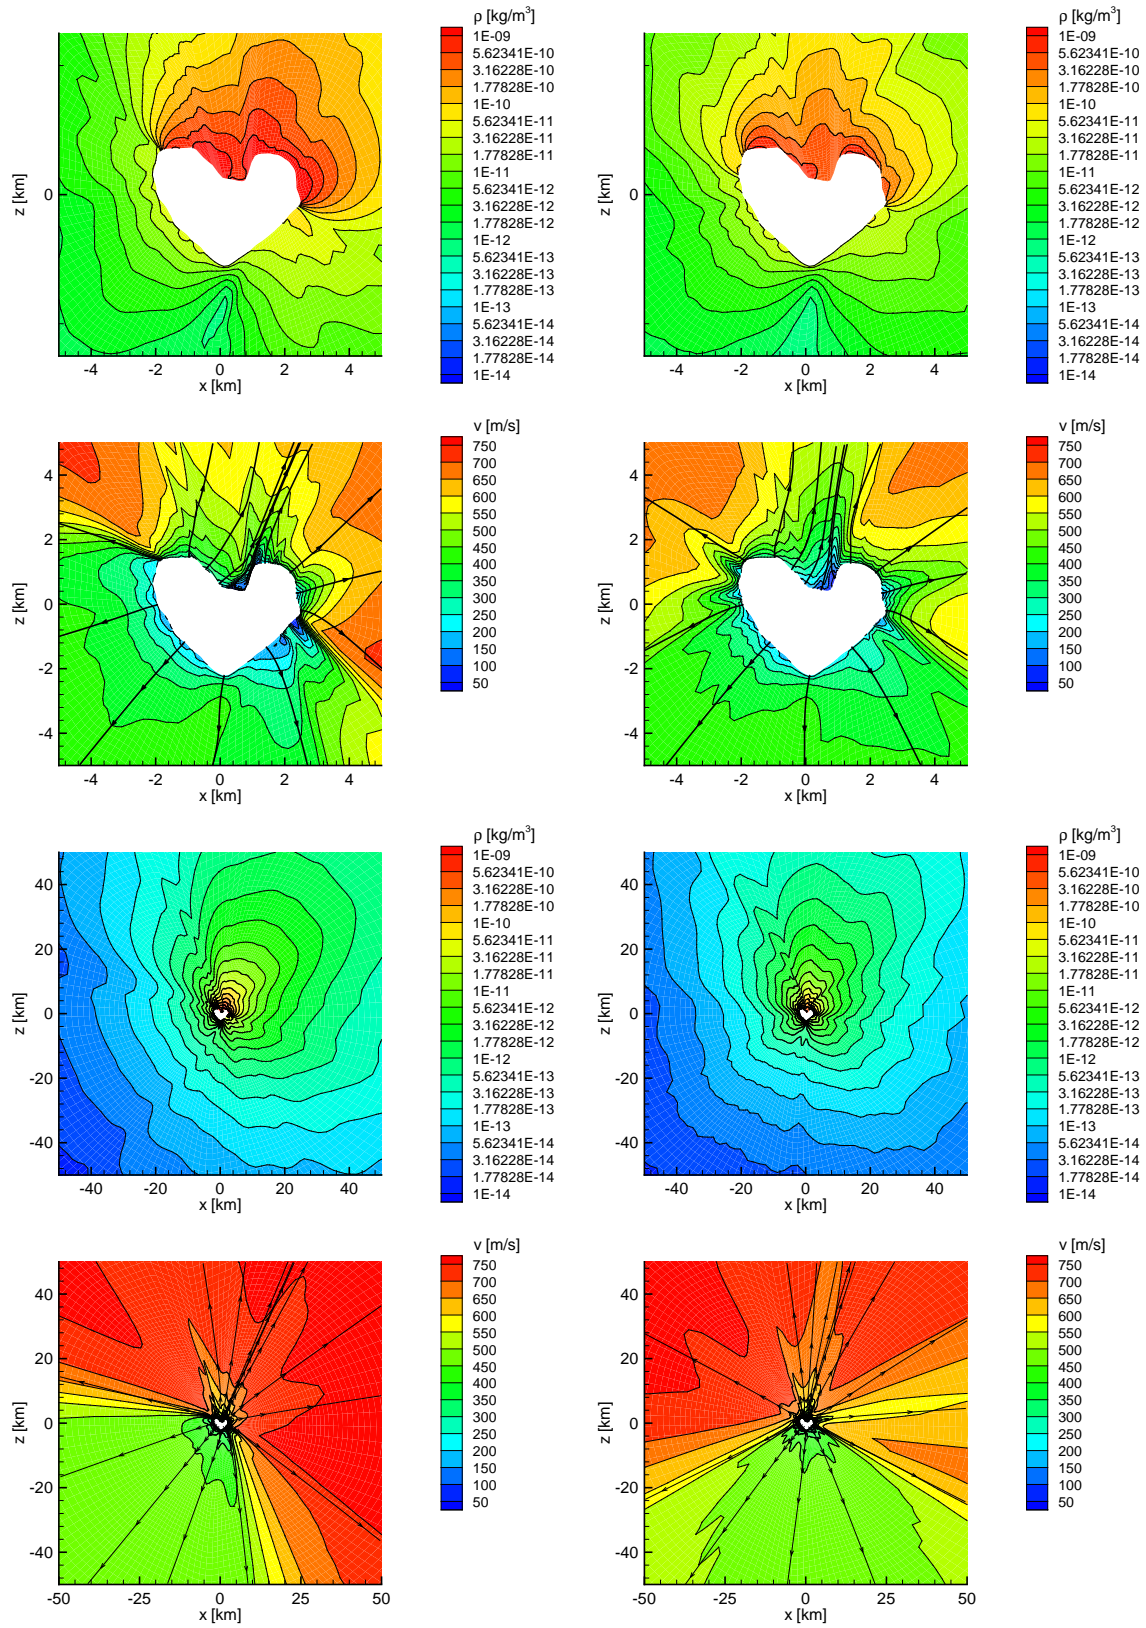 ρ [kg/m³]
1E-09
5.62341E-10
3.16228E-10
1.77828E-10
1E-10
5.62341E-11
3.16228E-11
1.77828E-11
1E-11
5.62341E-12
3.16228E-12
1.77828E-12
1E-12
5.62341E-13
3.16228E-13
1.77828E-13
1E-13
5.62341E-14
3.16228E-14
1.77828E-14
1E-14
z [km]
0
-4 -2 0 2 4
x [km]
ρ [kg/m³]
1E-09
5.62341E-10
3.16228E-10
1.77828E-10
1E-10
5.62341E-11
3.16228E-11
1.77828E-11
1E-11
5.62341E-12
3.16228E-12
1.77828E-12
1E-12
5.62341E-13
3.16228E-13
1.77828E-13
1E-13
5.62341E-14
3.16228E-14
1.77828E-14
1E-14
z [km]
0
-4 -2 0 2 4
x [km]
v [m/s]
750
700
650
600
550
500
450
400
350
300
250
200
150
100
50
z [km]
4
2
0
-2
-4
-4 -2 0 2 4
x [km]
v [m/s]
750
700
650
600
550
500
450
400
350
300
250
200
150
100
50
z [km]
4
2
0
-2
-4
-4 -2 0 2 4
x [km]
ρ [kg/m³]
1E-09
5.62341E-10
3.16228E-10
1.77828E-10
1E-10
5.62341E-11
3.16228E-11
1.77828E-11
1E-11
5.62341E-12
3.16228E-12
1.77828E-12
1E-12
5.62341E-13
3.16228E-13
1.77828E-13
1E-13
5.62341E-14
3.16228E-14
1.77828E-14
1E-14
z [km]
40
20
0
-20
-40
-40 -20 0 20 40
x [km]
ρ [kg/m³]
1E-09
5.62341E-10
3.16228E-10
1.77828E-10
1E-10
5.62341E-11
3.16228E-11
1.77828E-11
1E-11
5.62341E-12
3.16228E-12
1.77828E-12
1E-12
5.62341E-13
3.16228E-13
1.77828E-13
1E-13
5.62341E-14
3.16228E-14
1.77828E-14
1E-14
z [km]
40
20
0
-20
-40
-40 -20 0 20 40
x [km]
v [m/s]
750
700
650
600
550
500
450
400
350
300
250
200
150
100
50
z [km]
40
20
0
-20
-40
-50 -25 0 25 50
x [km]
v [m/s]
750
700
650
600
550
500
450
400
350
300
250
200
150
100
50
z [km]
40
20
0
-20
-40
-50 -25 0 25 50
x [km]